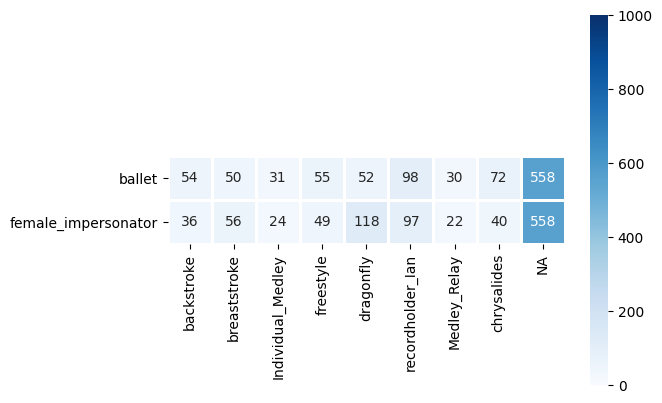 1000
800
600
400
200
0
ballet 54 50 31 55 52 98 30 72 558
female_impersonator 36 56 24 49 118 97 22 40 558
backstroke
breaststroke
Individual_Medley
freestyle
dragonfly
recordholder_Ian
Medley_Relay
chrysalides
NA